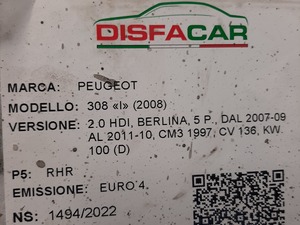 DISFACAR
MARCA: PEUGEOT
MODELLO: 308 «I» (2008)
VERSIONE: 2.0 HDI, BERLINA, 5 P., DAL 2007-09
AL 2011-10, CM3 1997, CV 136, KW.
100 (D)
P5: RHR
EMISSIONE: EURO 4
NS: 1494/2022